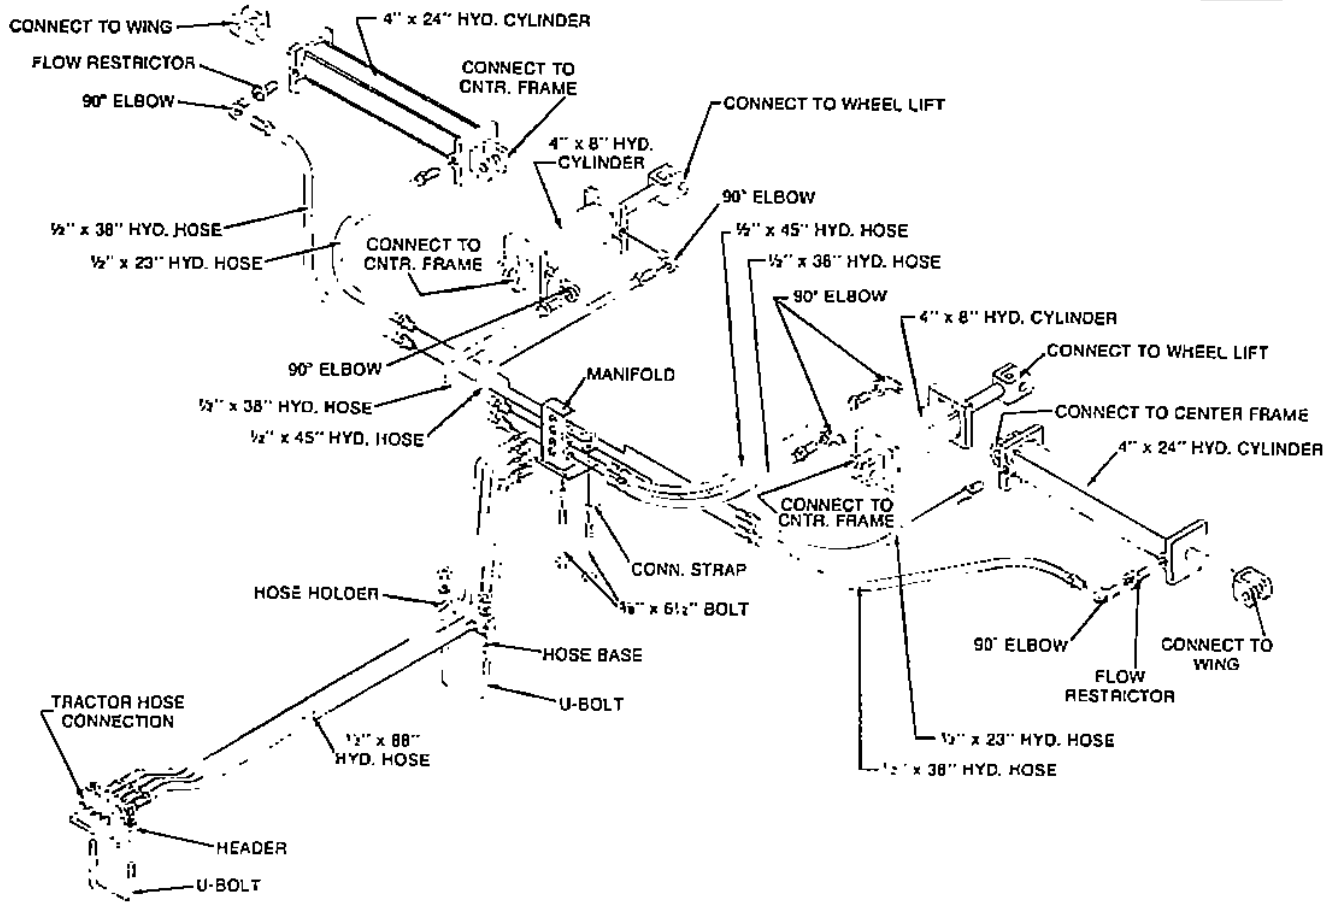 CONNECT TO WING
4" x 24" HYD. CYLINDER
FLOW RESTRICTOR
CONNECT TO
CNTR. FRAME
90° ELBOW
CONNECT TO WHEEL LIFT
4" x 8" HYD.
CYLINDER
90° ELBOW
½" x 38" HYD. HOSE
½" x 45" HYD. HOSE
½" x 23" HYD. HOSE
CONNECT TO
CNTR. FRAME
½" x 38" HYD. HOSE
90° ELBOW
4" x 8" HYD. CYLINDER
CONNECT TO WHEEL LIFT
90° ELBOW
MANIFOLD
½" x 38" HYD. HOSE
CONNECT TO CENTER FRAME
½" x 45" HYD. HOSE
4" x 24" HYD. CYLINDER
CONNECT TO
CNTR. FRAME
CONN. STRAP
HOSE HOLDER
x 6½" BOLT
HOSE BASE
90° ELBOW
CONNECT TO
WING
FLOW
RESTRICTOR
U-BOLT
TRACTOR HOSE
CONNECTION
½" x 88"
HYD. HOSE
½" x 23" HYD. HOSE
½" x 38" HYD. HOSE
HEADER
U-BOLT